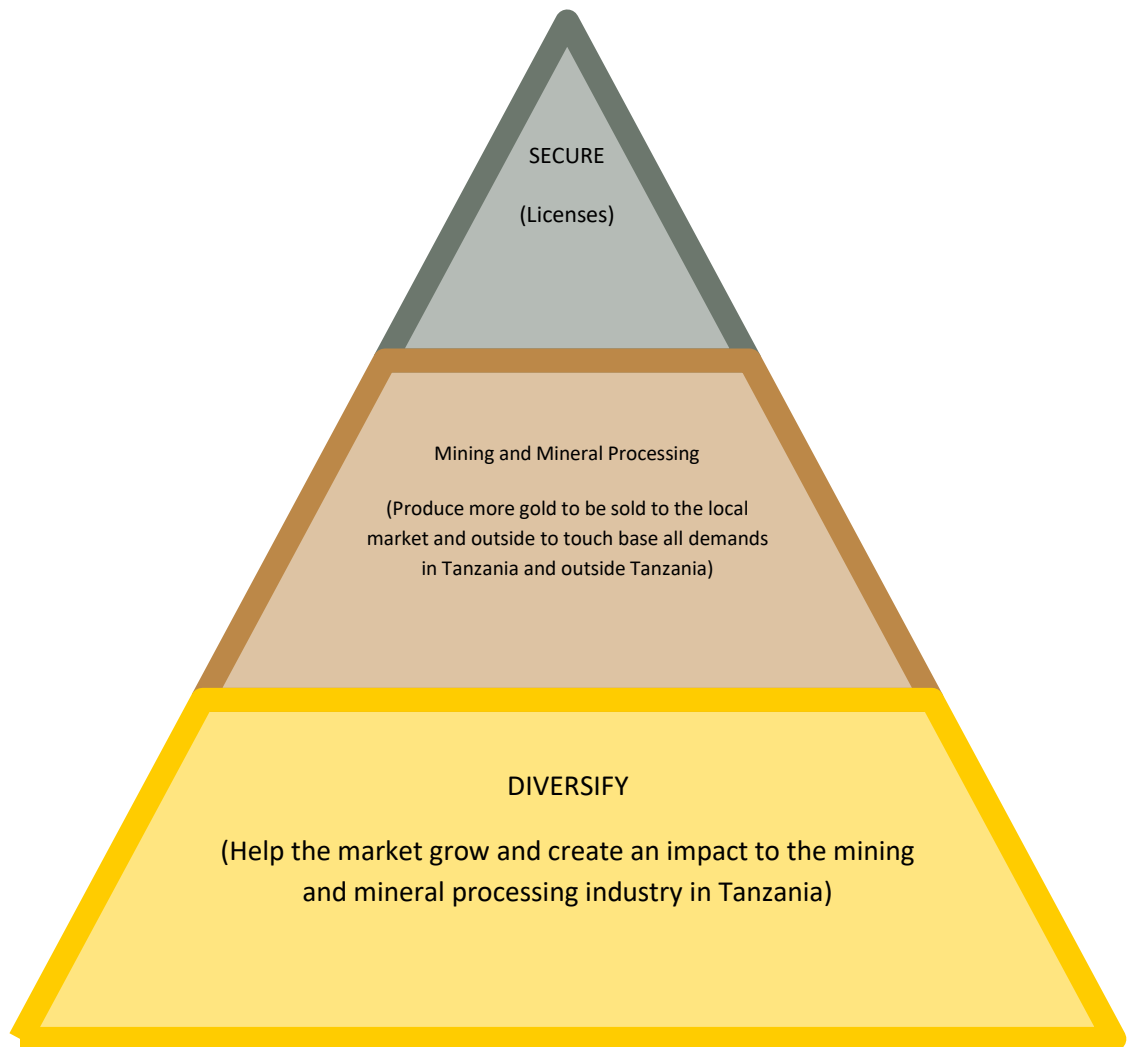 SECURE
(Licenses)
Mining and Mineral Processing
(Produce more gold to be sold to the local
market and outside to touch base all demands
in Tanzania and outside Tanzania)
DIVERSIFY
(Help the market grow and create an impact to the mining
and mineral processing industry in Tanzania)